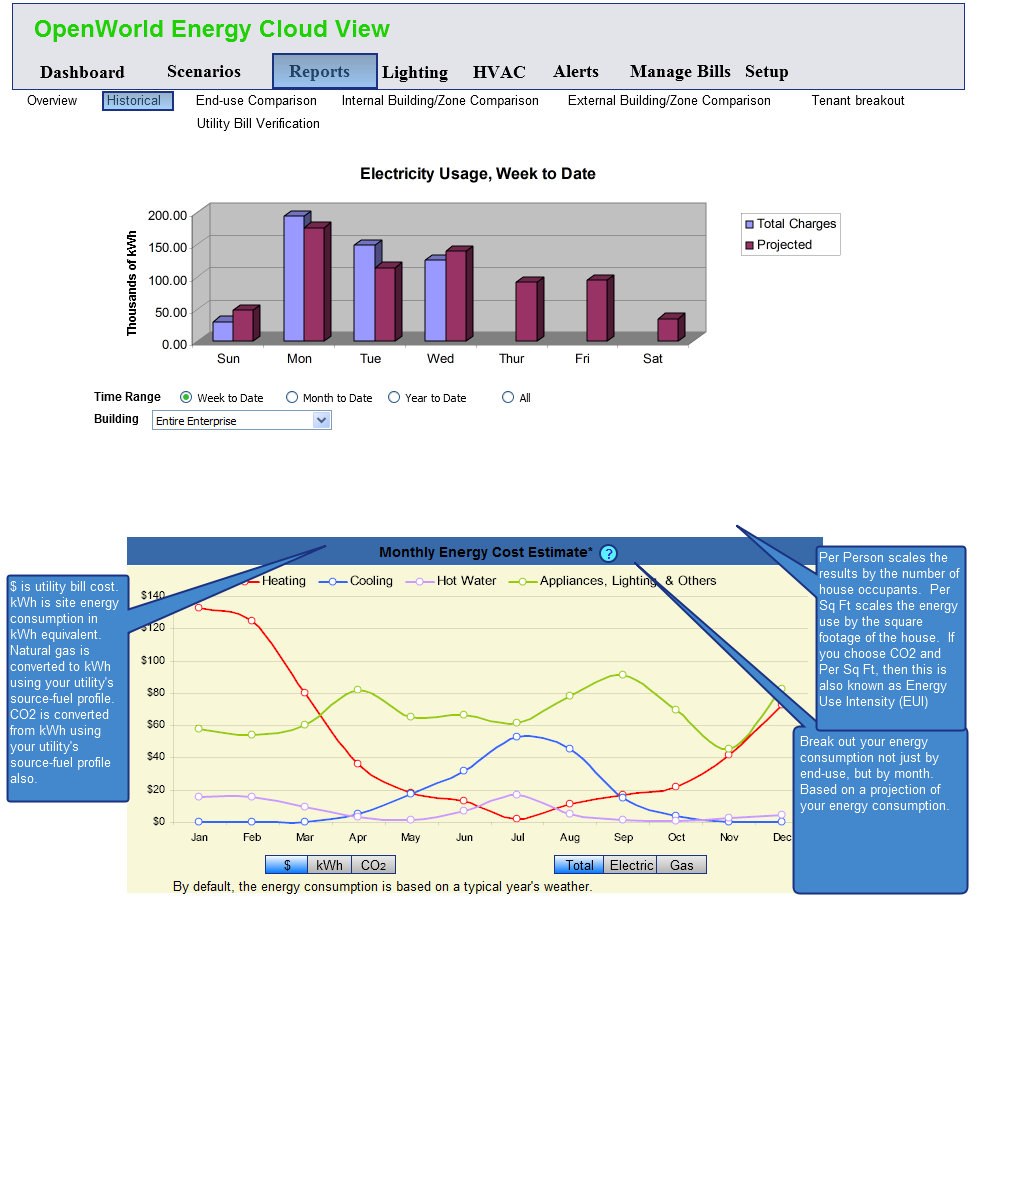 OpenWorld Energy Cloud View
Dashboard Scenarios Reports Lighting HVAC Alerts Manage Bills Setup
Overview Historical End-use Comparison Internal Building/Zone Comparison External Building/Zone Comparison Tenant breakout
Utility Bill Verification
Electricity Usage, Week to Date
Thousands of kWh
200.00
150.00
100.00
50.00
0.00
Sun Mon Tue Wed Thur Fri Sat
Total Charges
Projected
Time Range Week to Date Month to Date Year to Date All
Building Entire Enterprise
Monthly Energy Cost Estimate* ?
Heating Cooling Hot Water Appliances, Lighting, & Others
$140
$120
$100
$80
$60
$40
$20
$0
Jan Feb Mar Apr May Jun Jul Aug Sep Oct Nov Dec
$ kWh CO2 Total Electric Gas
By default, the energy consumption is based on a typical year's weather.
$ is utility bill cost.
kWh is site energy
consumption in
kWh equivalent.
Natural gas is
converted to kWh
using your utility's
source-fuel profile.
CO2 is converted
from kWh using
your utility's
source-fuel profile
also.
Per Person scales the
results by the number of
house occupants. Per
Sq Ft scales the energy
use by the square
footage of the house. If
you choose CO2 and
Per Sq Ft, then this is
also known as Energy
Use Intensity (EUI)
Break out your energy
consumption not just by
end-use, but by month.
Based on a projection of
your energy consumption.